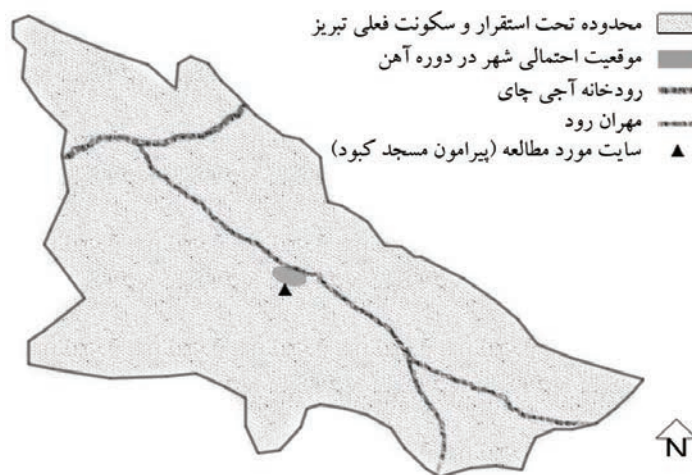 محدوده تحت استقرار و سکونت فعلی تبریز
موقعیت احتمالی شهر در دوره آهن
رودخانه آجی چای
مهران رود
سایت مورد مطالعه (پیرامون مسجد کبود)
N